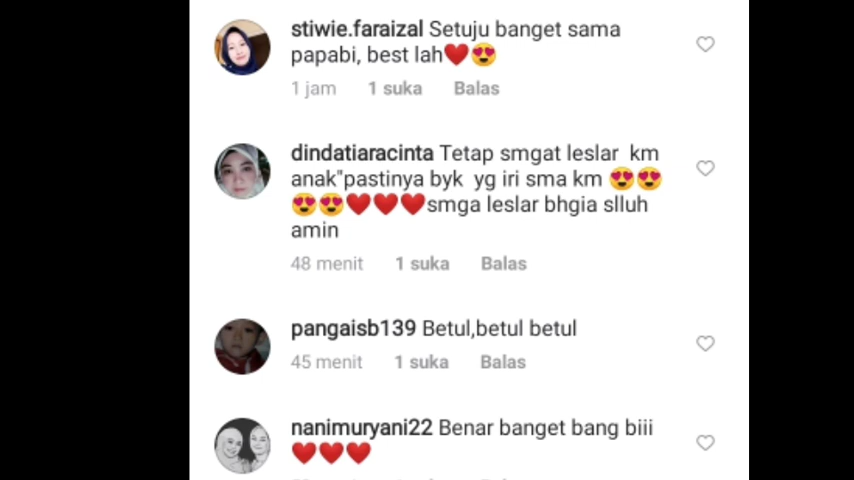 stiwie.faraizal Setuju banget sama
papabi, best lah❤️😍
1 jam 1 suka Balas
dindatiaracinta Tetap smgat leslar km
anak"pastinya byk yg iri sma km 😍😍
😍😍❤️❤️❤️smga leslar bhgia slluh
amin
48 menit 1 suka Balas
pangaisb139 Betul,betul betul
45 menit 1 suka Balas
nanimuryani22 Benar banget bang biii
❤️❤️❤️